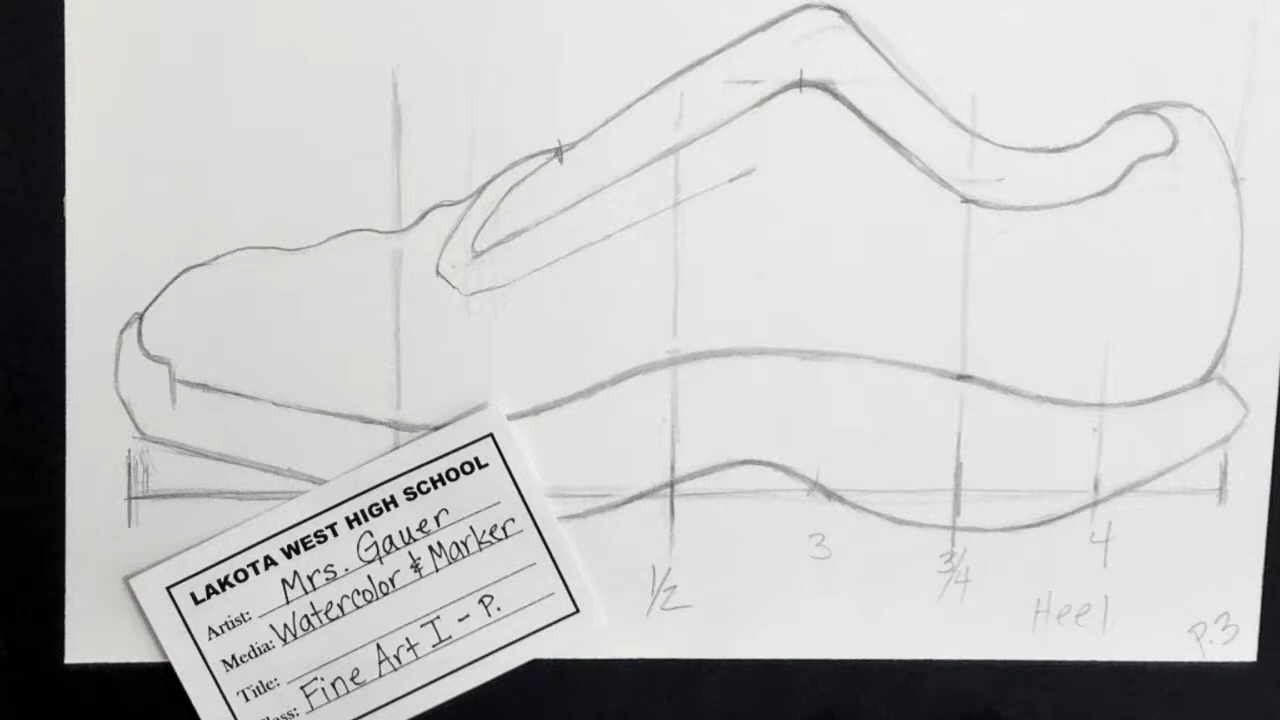 3
1/2
3/4
4
Heel
p.3
LAKOTA WEST HIGH SCHOOL
Artist: Mrs. Gauer
Media: Watercolor & Marker
Title:
Class: Fine Art I - P.